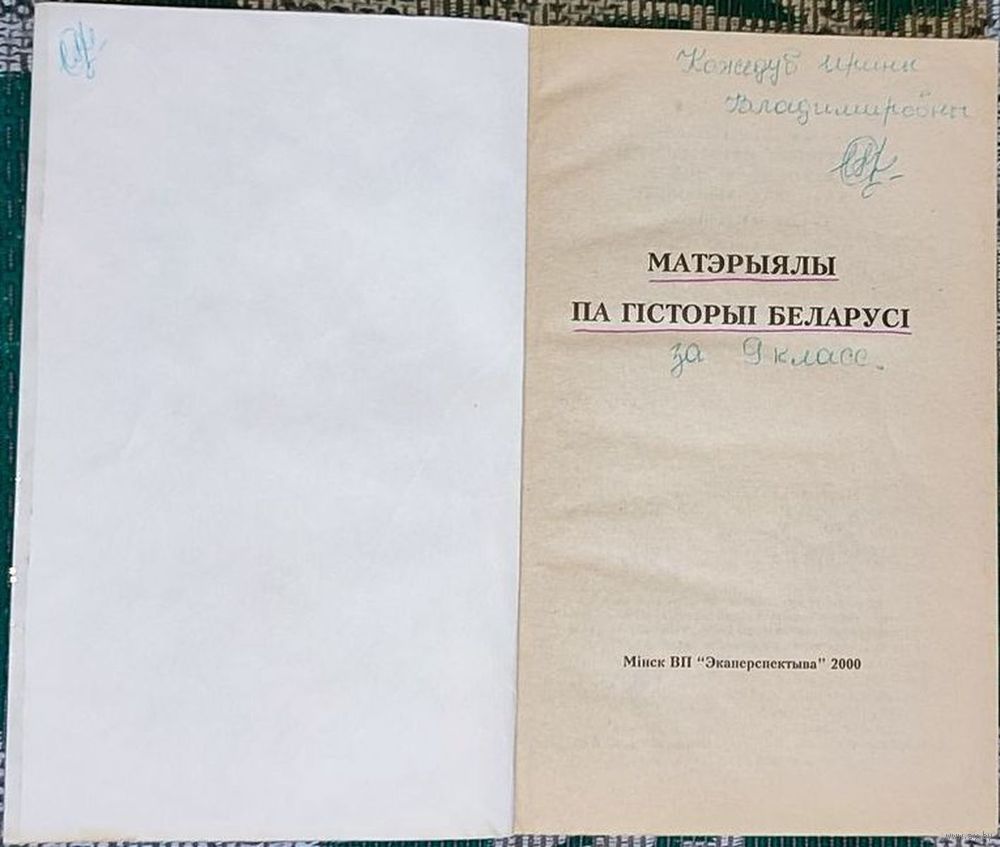 Кожедуб Ирины
Владимировны
МАТЭРЫЯЛЫ
ПА ГІСТОРЫІ БЕЛАРУСІ
за 9 класс.
Мінск ВП "Экаперспектыва" 2000